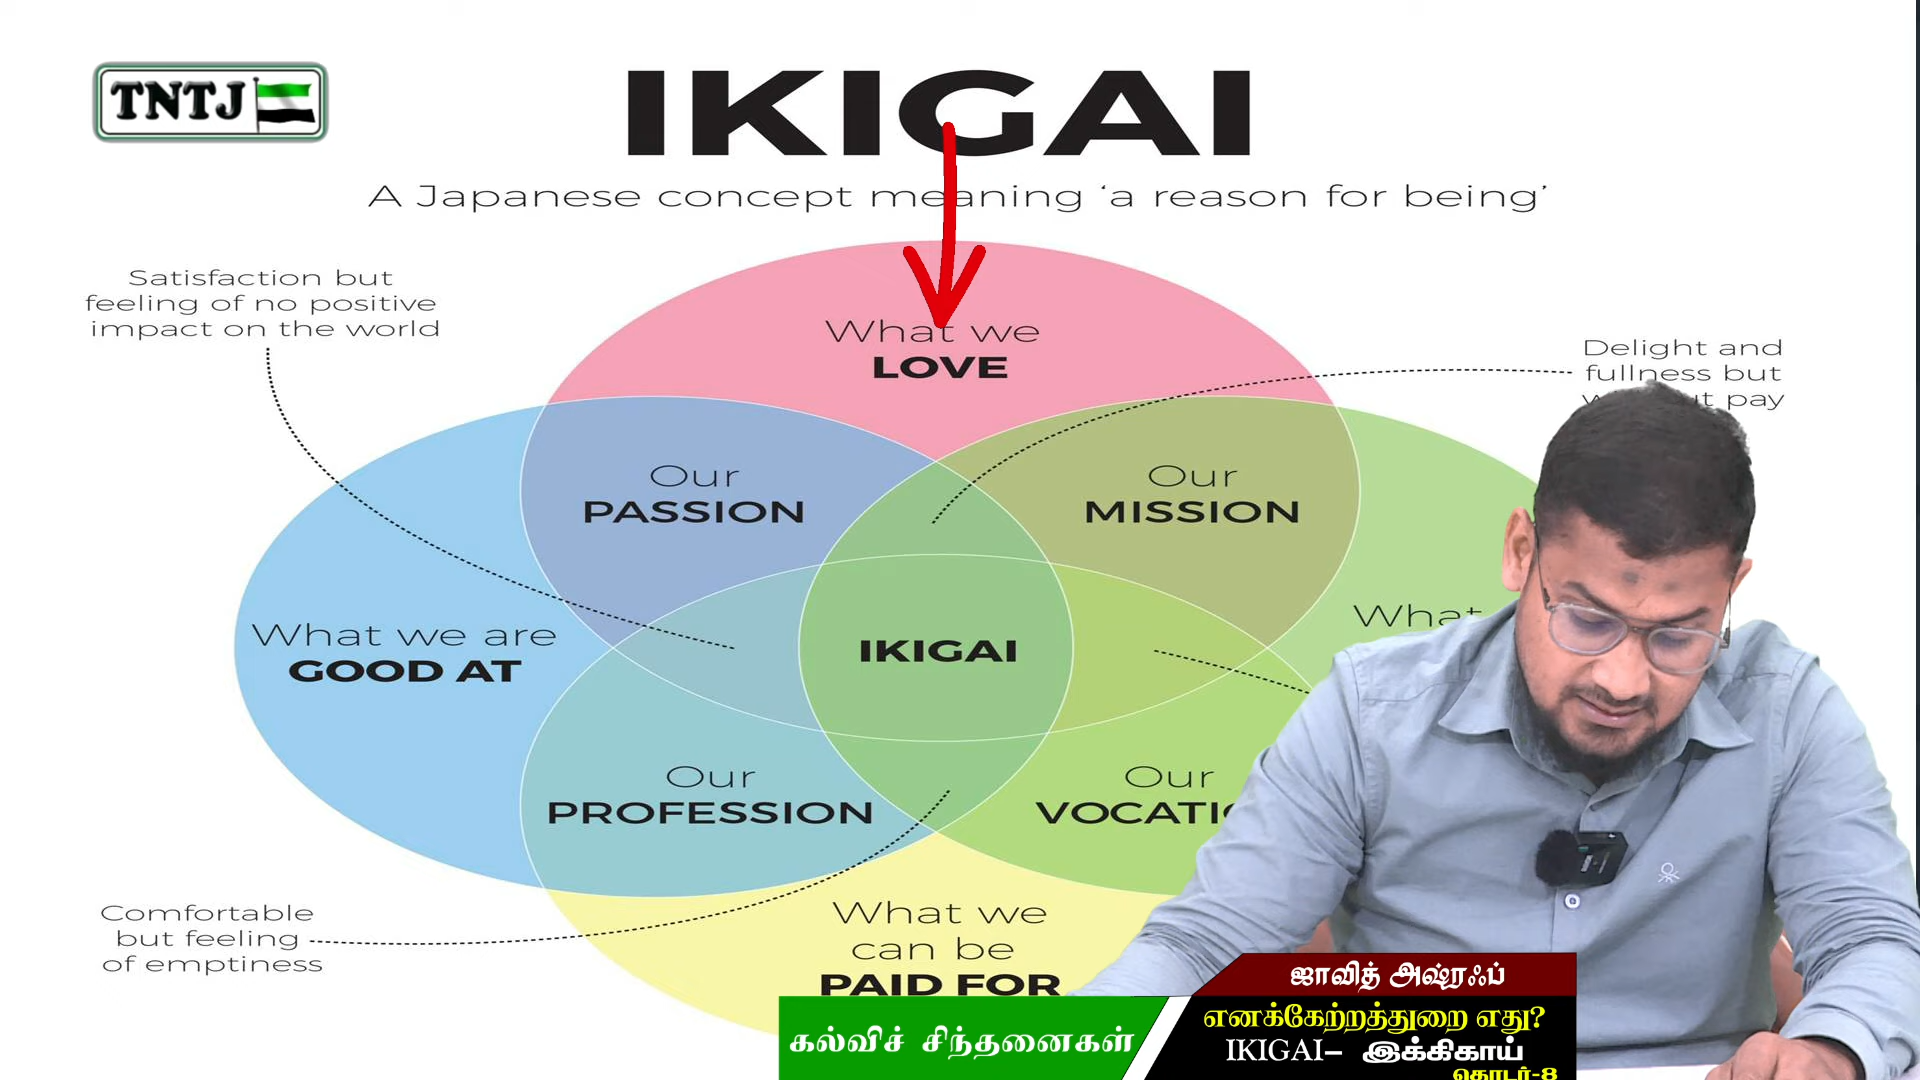 TNTJ
IKIGAI
A Japanese concept meaning ‘a reason for being’
Satisfaction but
feeling of no positive
impact on the world
Delight and
fullness but
pay
What we
LOVE
Our
PASSION
Our
MISSION
What we are
GOOD AT
IKIGAI
What
Our
PROFESSION
Our
Comfortable
but feeling
of emptiness
What we
can be
PAID FOR
ஜாவித் அஷ்ரஃப்
கல்விச் சிந்தனைகள்
எனக்கேற்றத்துறை எது?
IKIGAI– இக்கிகாய்
தொடர்-8